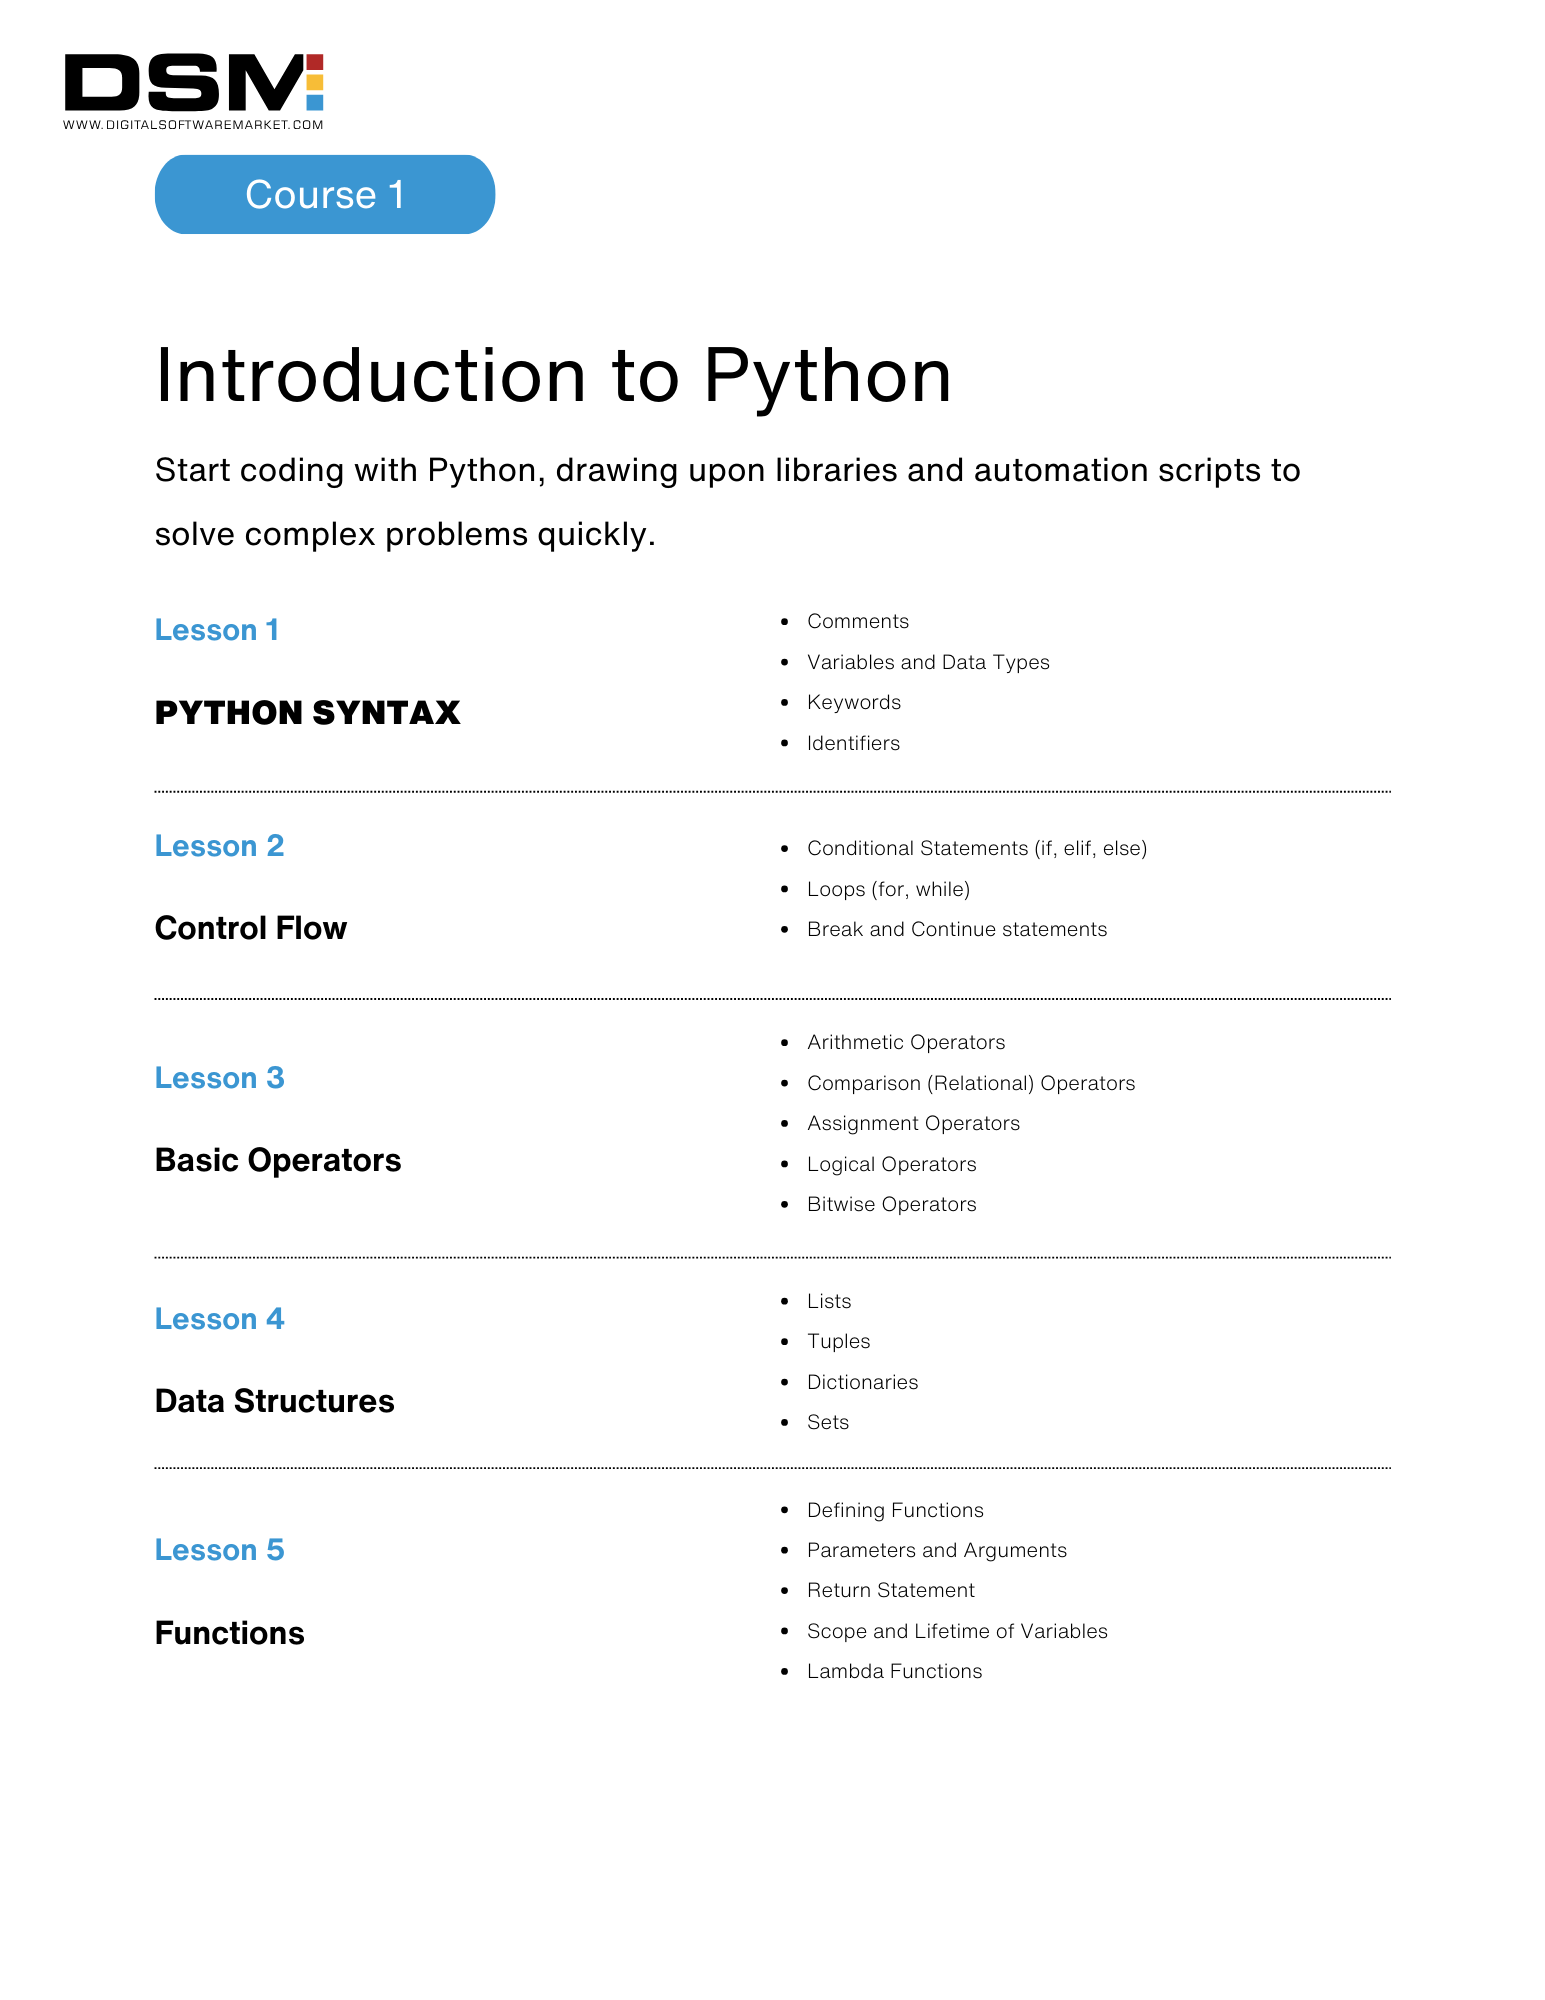 DSM
WWW.DIGITALSOFTWAREMARKET.COM
Course 1
Introduction to Python
Start coding with Python, drawing upon libraries and automation scripts to
solve complex problems quickly.
Lesson 1
PYTHON SYNTAX
• Comments
• Variables and Data Types
• Keywords
• Identifiers
Lesson 2
Control Flow
• Conditional Statements (if, elif, else)
• Loops (for, while)
• Break and Continue statements
Lesson 3
Basic Operators
• Arithmetic Operators
• Comparison (Relational) Operators
• Assignment Operators
• Logical Operators
• Bitwise Operators
Lesson 4
Data Structures
• Lists
• Tuples
• Dictionaries
• Sets
Lesson 5
Functions
• Defining Functions
• Parameters and Arguments
• Return Statement
• Scope and Lifetime of Variables
• Lambda Functions